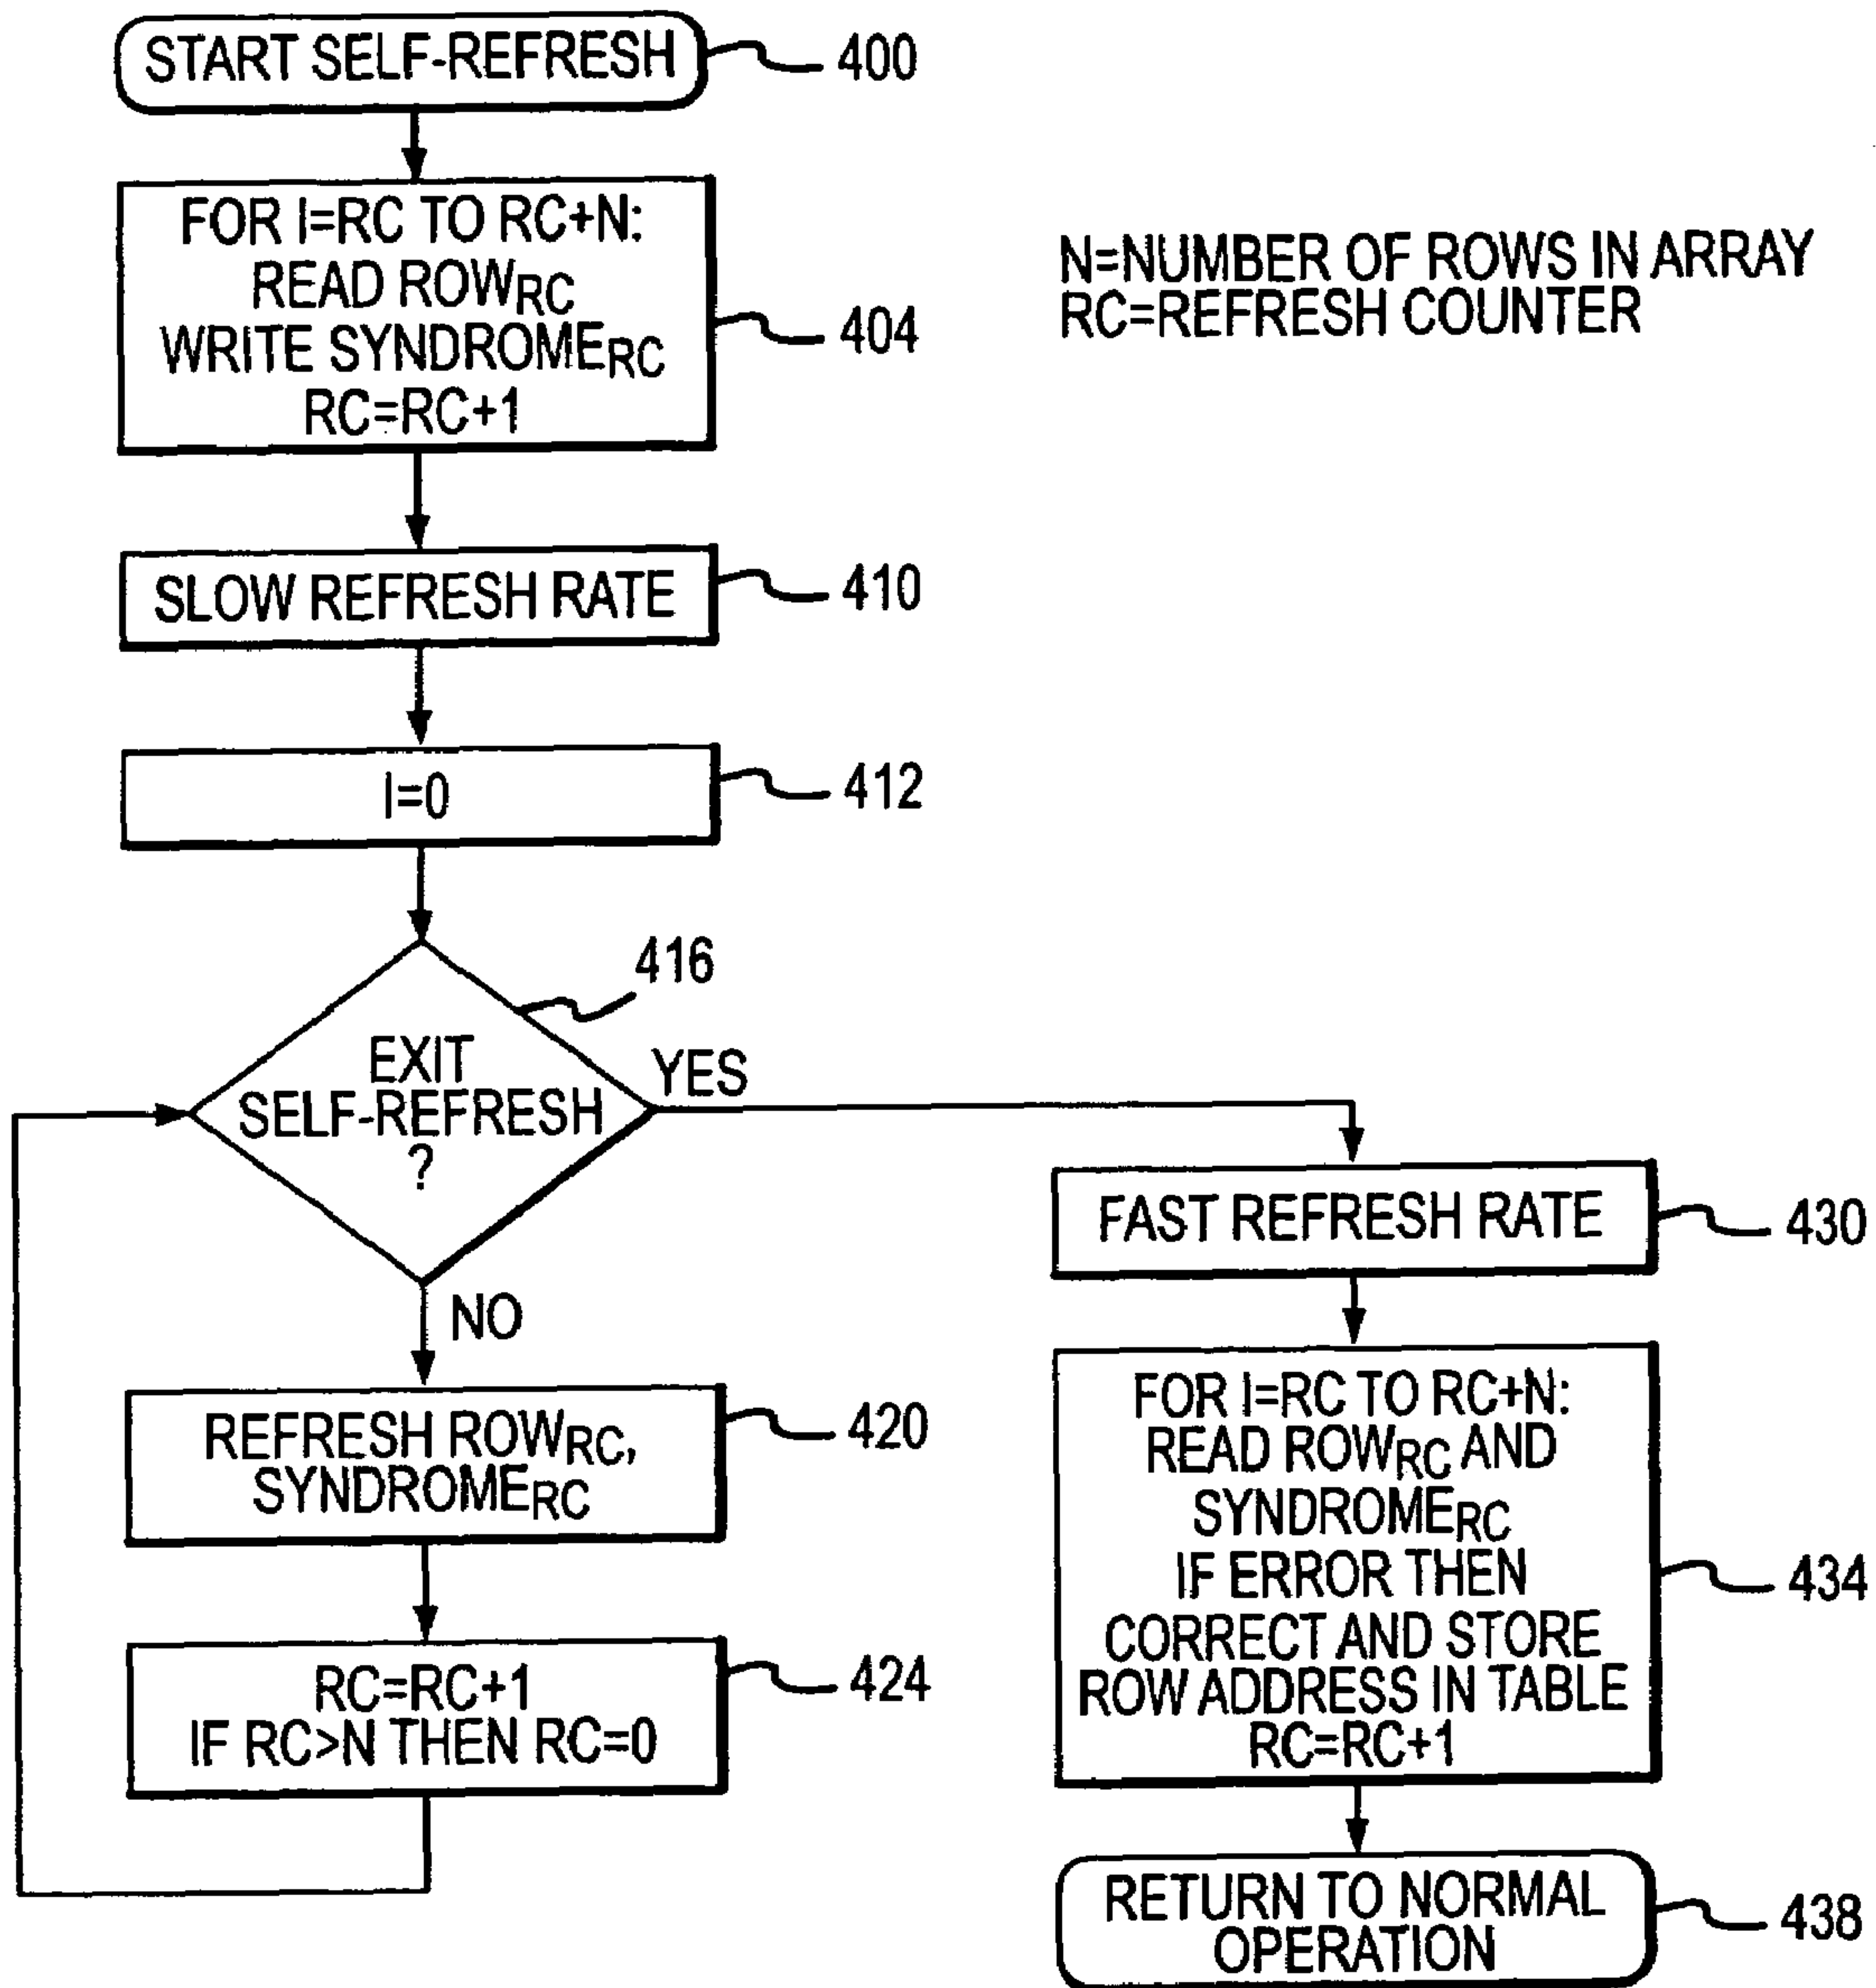 START SELF-REFRESH
400
FOR I=RC TO RC+N:
READ ROWRC
WRITE SYNDROMERC
RC=RC+1
404
N=NUMBER OF ROWS IN ARRAY
RC=REFRESH COUNTER
SLOW REFRESH RATE
410
I=0
412
416
EXIT
SELF-REFRESH
?
YES
NO
REFRESH ROWRC,
SYNDROMERC
420
RC=RC+1
IF RC>N THEN RC=0
424
FAST REFRESH RATE
430
FOR I=RC TO RC+N:
READ ROWRC AND
SYNDROMERC
IF ERROR THEN
CORRECT AND STORE
ROW ADDRESS IN TABLE
RC=RC+1
434
RETURN TO NORMAL
OPERATION
438